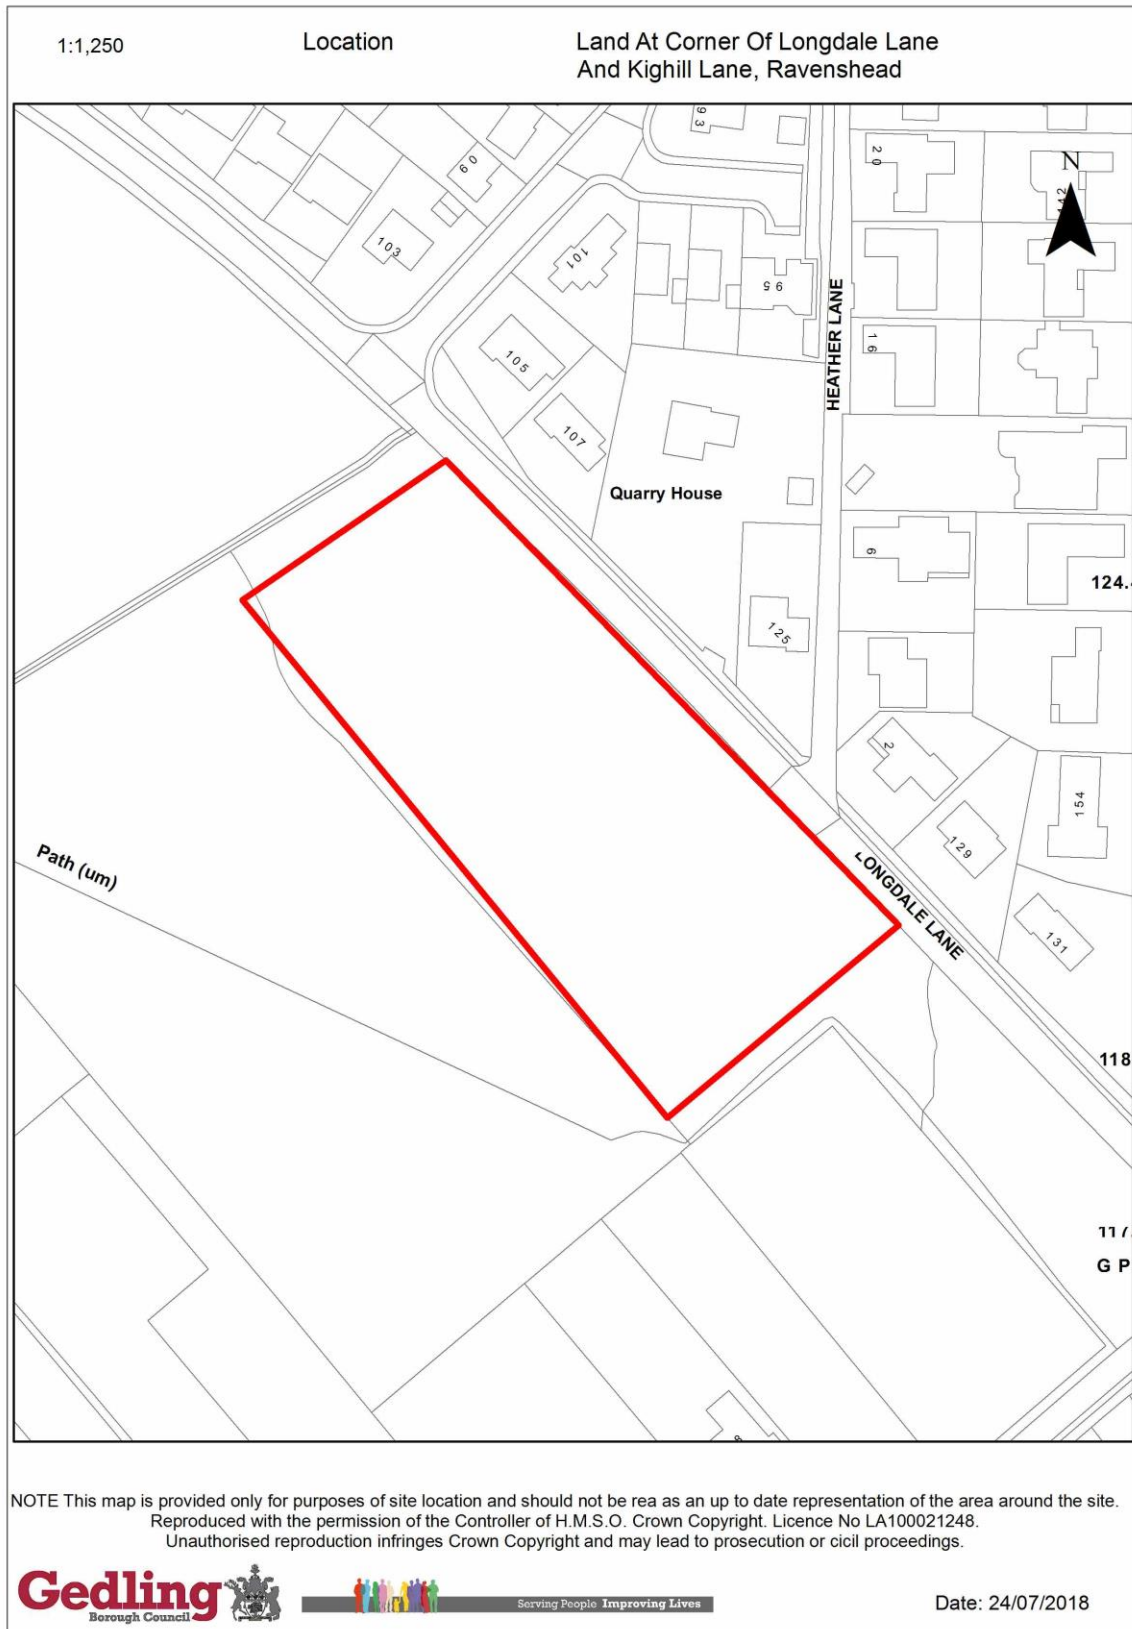 1:1,250
Location
Land At Corner Of Longdale Lane
And Kighill Lane, Ravenshead
93
20
N
142
60
103
101
95
HEATHER LANE
16
105
107
Quarry House
6
124.
125
2
154
129
Path (um)
LONGDALE LANE
131
118
117
G P
NOTE This map is provided only for purposes of site location and should not be rea as an up to date representation of the area around the site.
Reproduced with the permission of the Controller of H.M.S.O. Crown Copyright. Licence No LA100021248.
Unauthorised reproduction infringes Crown Copyright and may lead to prosecution or cicil proceedings.
Gedling
Borough Council
Serving People Improving Lives
Date: 24/07/2018